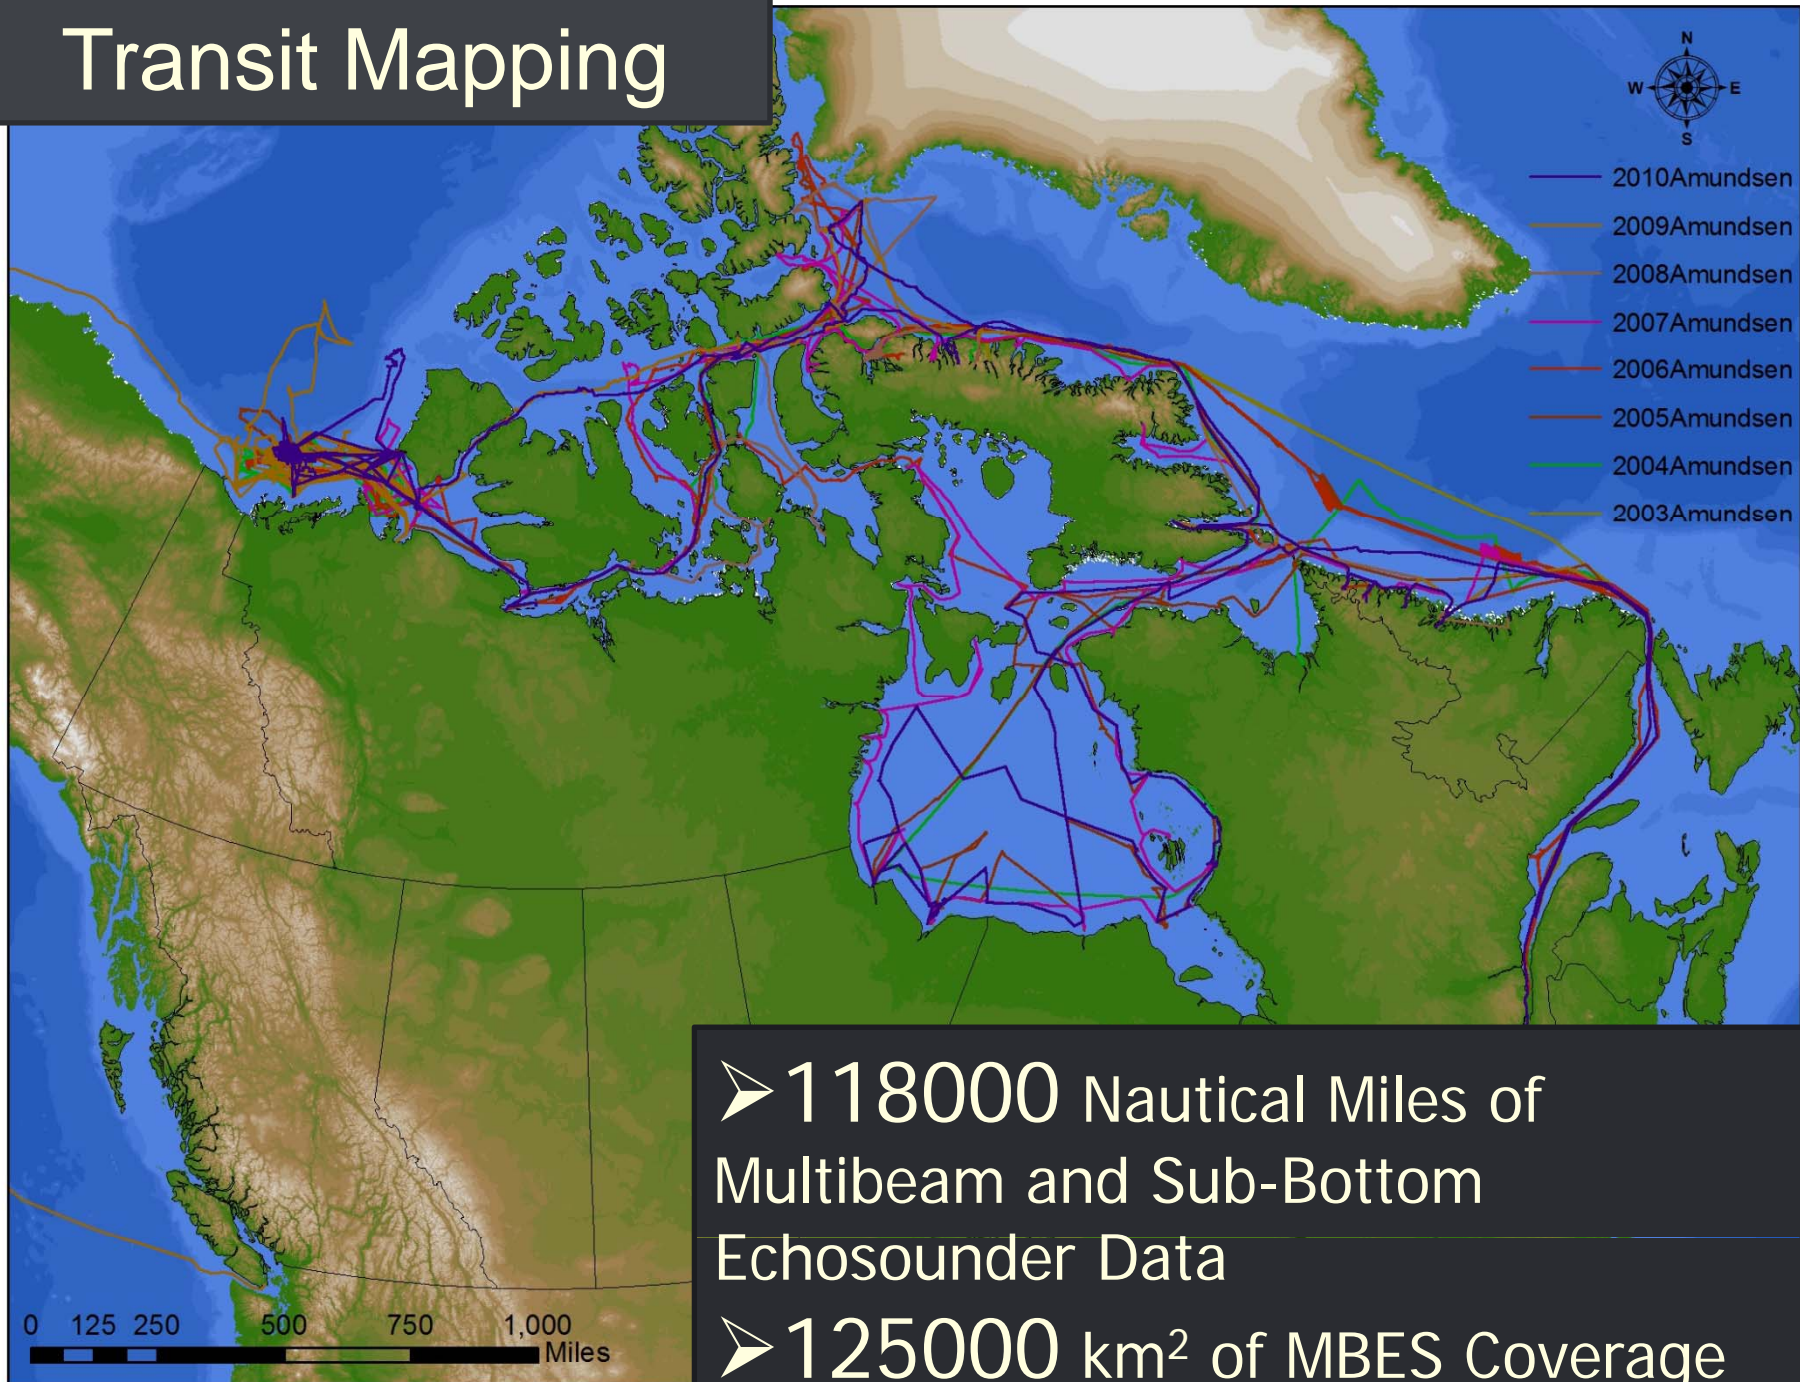 Transit Mapping
N
W E
S
2010Amundsen
2009Amundsen
2008Amundsen
2007Amundsen
2006Amundsen
2005Amundsen
2004Amundsen
2003Amundsen
➢118000 Nautical Miles of
Multibeam and Sub-Bottom
Echosounder Data
➢125000 km² of MBES Coverage
0 125 250 500 750 1,000
Miles